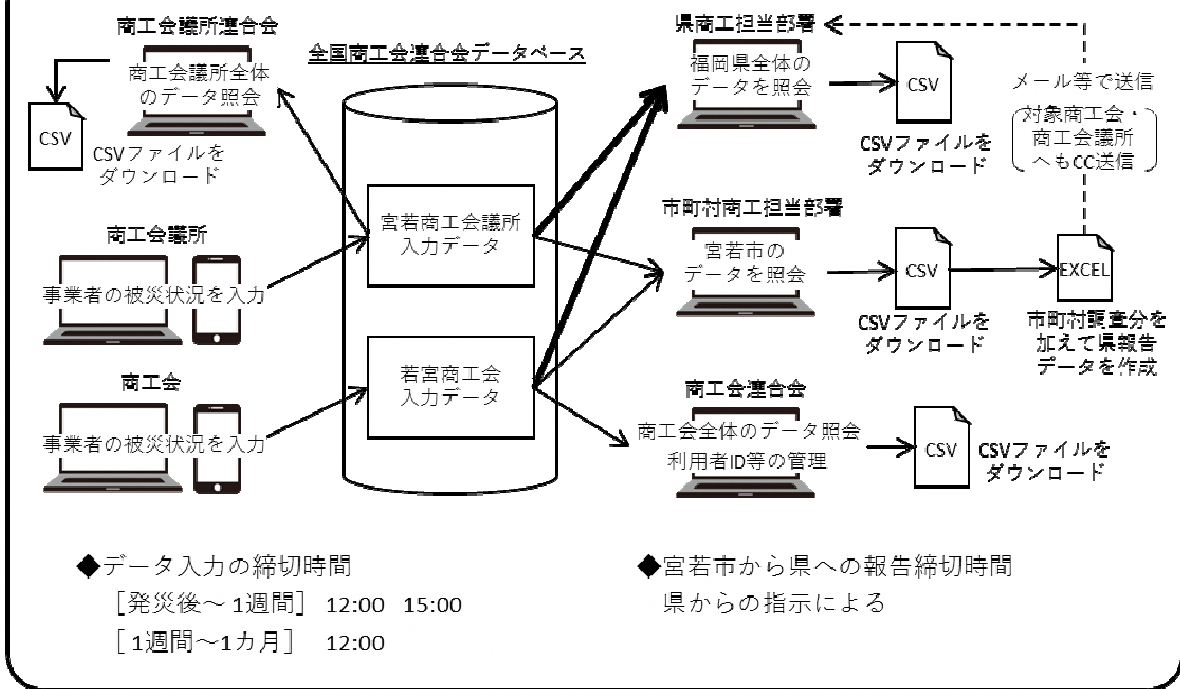 商工会議所連合会
商工会議所全体
のデータ照会
CSV
CSVファイルを
ダウンロード
全国商工会連合会データベース
宮若商工会議所
入力データ
若宮商工会
入力データ
商工会議所
事業者の被災状況を入力
商工会
事業者の被災状況を入力
県商工担当部署
福岡県全体の
データを照会
CSV
CSVファイルを
ダウンロード
メール等で送信
対象商工会・
商工会議所
へもCC送信
市町村商工担当部署
宮若市の
データを照会
CSV
CSVファイルを
ダウンロード
EXCEL
市町村調査分を
加えて県報告
データを作成
商工会連合会
商工会全体のデータ照会
利用者ID等の管理
CSV
CSVファイルを
ダウンロード
◆データ入力の締切時間
［発災後～1週間］ 12:00 15:00
［1週間～1カ月］ 12:00
◆宮若市から県への報告締切時間
県からの指示による